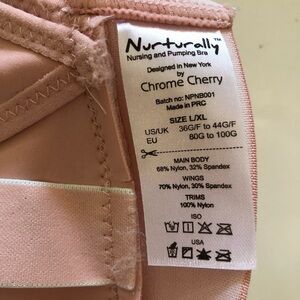 Nurturally™
Nursing and Pumping Bra
Designed in New York
by
Chrome Cherry
Batch no: NPNB001
Made in PRC
SIZE L/XL
US/UK 36G/F to 44G/F
EU 80G to 100G
MAIN BODY
68% Nylon, 32% Spandex
WINGS
70% Nylon, 30% Spandex
TRIMS
100% Nylon
ISO
USA